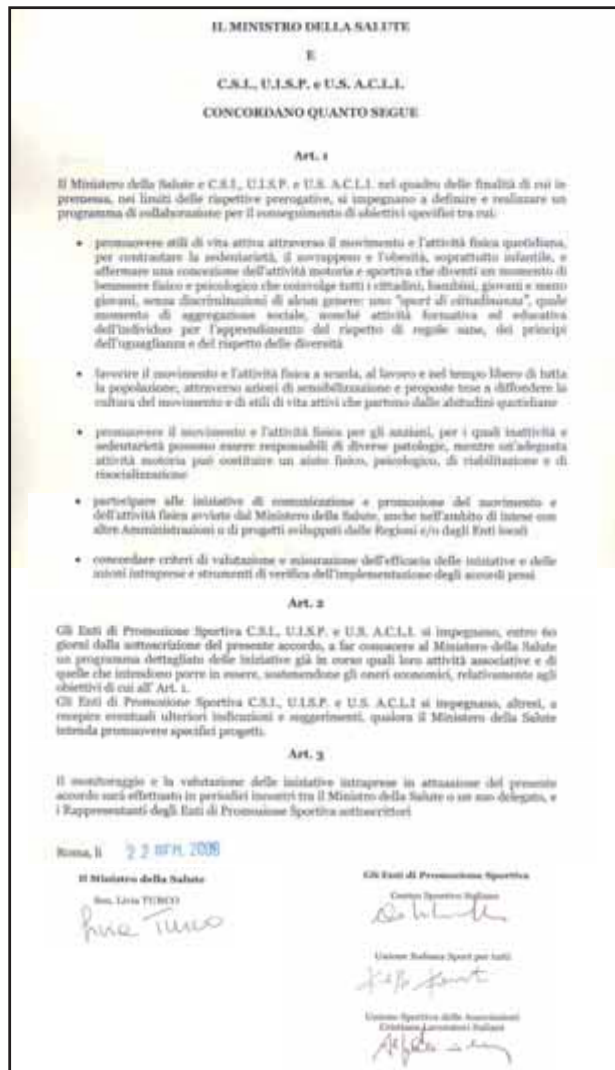 IL MINISTRO DELLA SALUTE
E
C.S.I., U.I.S.P. e U.S. A.C.L.I.
CONCORDANO QUANTO SEGUE
Art. 1
Il Ministero della Salute e C.S.I., U.I.S.P. e U.S. A.C.L.I. nel quadro delle finalità di cui in
premessa, nei limiti delle rispettive prerogative, si impegnano a definire e realizzare un
programma di collaborazione per il conseguimento di obiettivi specifici tra cui:
• promuovere stili di vita attiva attraverso il movimento e l'attività fisica quotidiana,
per contrastare la sedentarietà, il sovrappeso e l'obesità, soprattutto infantile, e
affermare una concezione dell'attività motoria e sportiva che diventi un momento di
benessere fisico e psicologico che coinvolge tutti i cittadini, bambini, giovani e meno
giovani, senza discriminazioni di alcun genere: uno "sport di cittadinanza", quale
momento di aggregazione sociale, nonché attività formativa ed educativa
dell'individuo per l'apprendimento del rispetto di regole sane, dei principi
dell'uguaglianza e del rispetto delle diversità
• favorire il movimento e l'attività fisica a scuola, al lavoro e nel tempo libero di tutta
la popolazione, attraverso azioni di sensibilizzazione e proposte tese a diffondere la
cultura del movimento e di stili di vita attivi che partono dalle abitudini quotidiane
• promuovere il movimento e l'attività fisica per gli anziani, per i quali inattività e
sedentarietà possono essere responsabili di diverse patologie, mentre un'adeguata
attività motoria può costituire un aiuto fisico, psicologico, di riabilitazione e di
risocializzazione
• partecipare alle iniziative di comunicazione e promozione del movimento e
dell'attività fisica avviate dal Ministero della Salute, anche nell'ambito di intese con
altre Amministrazioni o di progetti sviluppati dalle Regioni e/o dagli Enti locali
• concordare criteri di valutazione e misurazione dell'efficacia delle iniziative e delle
azioni intraprese e strumenti di verifica dell'implementazione degli accordi presi
Art. 2
Gli Enti di Promozione Sportiva C.S.I., U.I.S.P. e U.S. A.C.L.I. si impegnano, entro 60
giorni dalla sottoscrizione del presente accordo, a far conoscere al Ministero della Salute
un programma dettagliato delle iniziative già in corso quali loro attività associative e di
quelle che intendono porre in essere, sostenendone gli oneri economici, relativamente agli
obiettivi di cui all' Art. 1.
Gli Enti di Promozione Sportiva C.S.I., U.I.S.P. e U.S. A.C.L.I si impegnano, altresì, a
recepire eventuali ulteriori indicazioni e suggerimenti, qualora il Ministero della Salute
intenda promuovere specifici progetti.
Art. 3
Il monitoraggio e la valutazione delle iniziative intraprese in attuazione del presente
accordo sarà effettuato in periodici incontri tra il Ministro della Salute o un suo delegato, e
i Rappresentanti degli Enti di Promozione Sportiva sottoscrittori
Roma, lì 22
Il Ministro della Salute
Sen. Livia TURCO
Livia Turco
Gli Enti di Promozione Sportiva
Centro Sportivo Italiano
Unione Italiana Sport per tutti
Unione Sportiva delle Associazioni
Cristiane Lavoratori Italiani